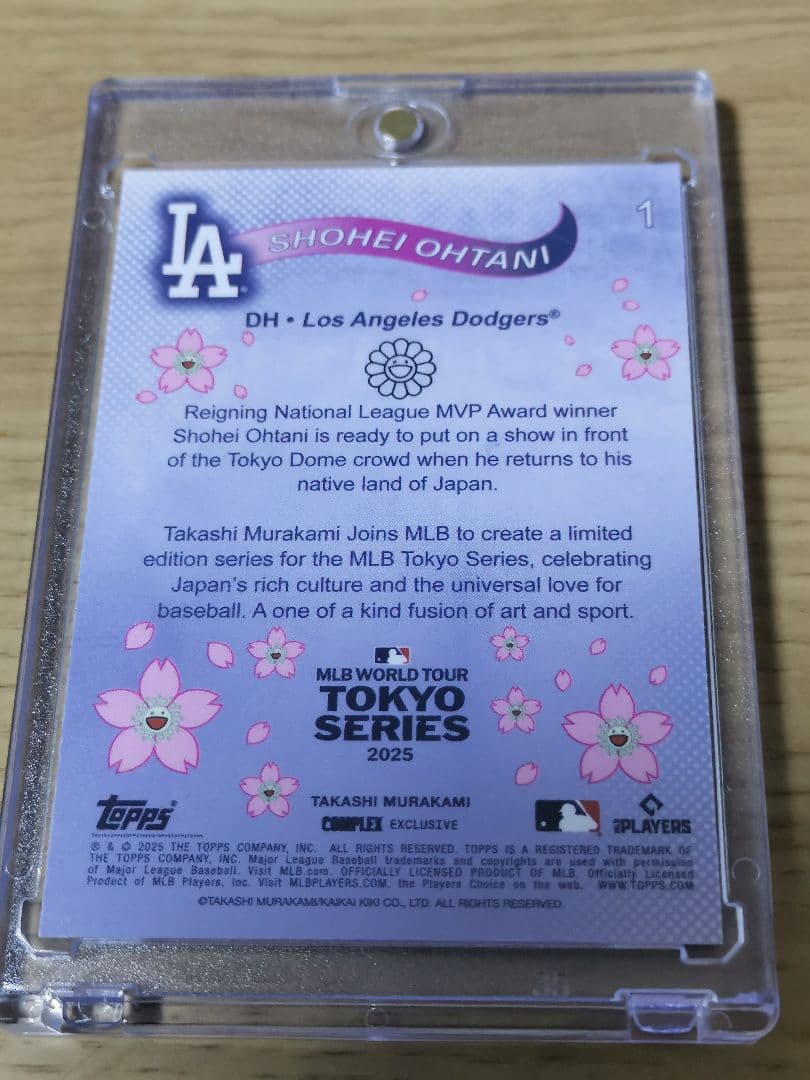 LA
SHOHEI OHTANI
1
DH • Los Angeles Dodgers®
Reigning National League MVP Award winner
Shohei Ohtani is ready to put on a show in front
of the Tokyo Dome crowd when he returns to his
native land of Japan.
Takashi Murakami Joins MLB to create a limited
edition series for the MLB Tokyo Series, celebrating
Japan's rich culture and the universal love for
baseball. A one of a kind fusion of art and sport.
MLB WORLD TOUR
TOKYO
SERIES
2025
topps®
TAKASHI MURAKAMI
COMPLEX EXCLUSIVE
PLAYERS
® & © 2025 THE TOPPS COMPANY, INC. ALL RIGHTS RESERVED. TOPPS IS A REGISTERED TRADEMARK OF
THE TOPPS COMPANY, INC. Major League Baseball trademarks and copyrights are used with permission
of Major League Baseball. Visit MLB.com. OFFICIALLY LICENSED PRODUCT OF MLB. Officially Licensed
Product of MLB Players, Inc. Visit MLBPLAYERS.COM, the Players Choice on the web. WWW.TOPPS.COM
©TAKASHI MURAKAMI/KAIKAI KIKI CO., LTD. ALL RIGHTS RESERVED.